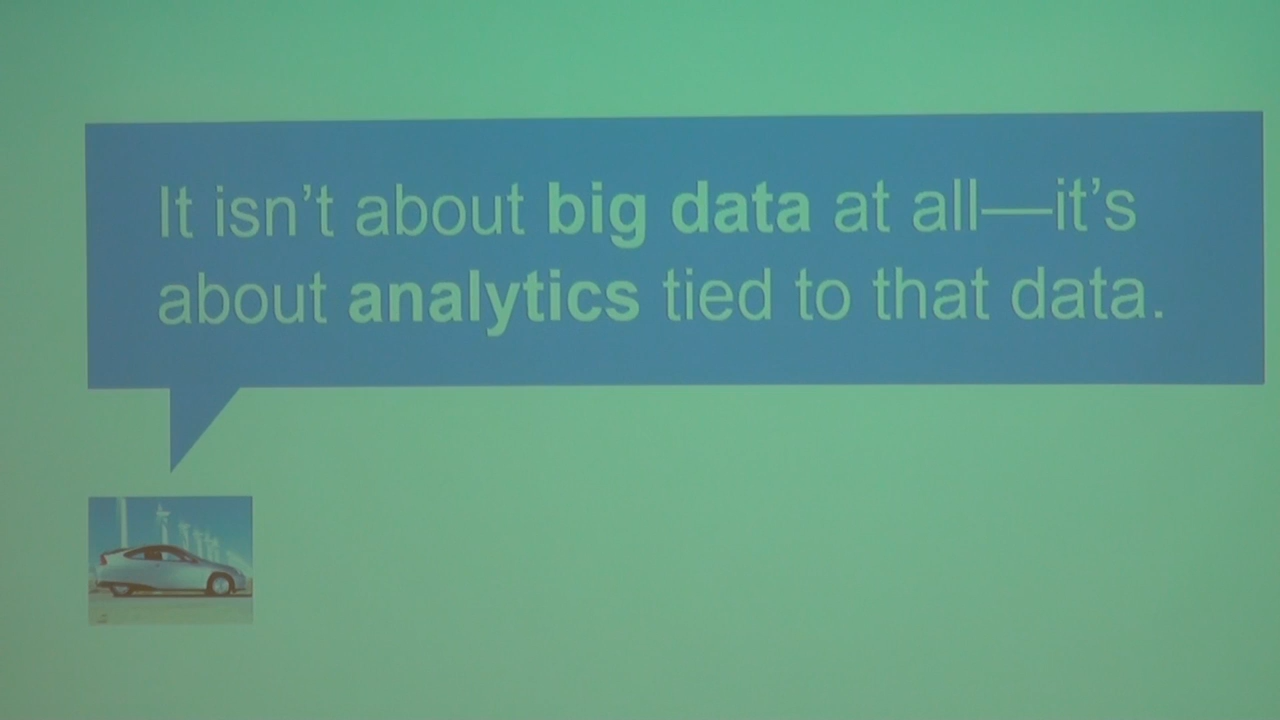 It isn’t about big data at all—it’s
about analytics tied to that data.